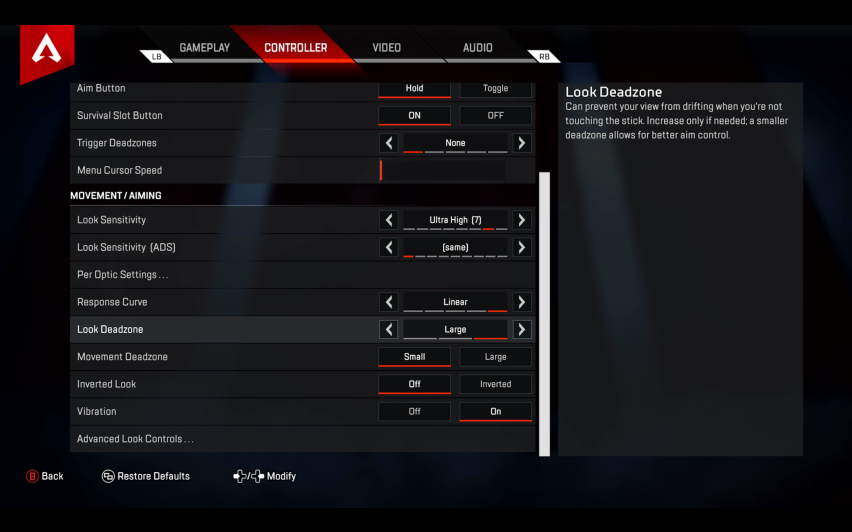 LB
GAMEPLAY
CONTROLLER
VIDEO
AUDIO
RB
Aim Button Hold Toggle
Survival Slot Button ON OFF
Trigger Deadzones None
Menu Cursor Speed
MOVEMENT / AIMING
Look Sensitivity Ultra High (7)
Look Sensitivity (ADS) (same)
Per Optic Settings...
Response Curve Linear
Look Deadzone Large
Movement Deadzone Small Large
Inverted Look Off Inverted
Vibration Off On
Advanced Look Controls...
Look Deadzone
Can prevent your view from drifting when you're not
touching the stick. Increase only if needed; a smaller
deadzone allows for better aim control.
B Back
Restore Defaults
/ Modify